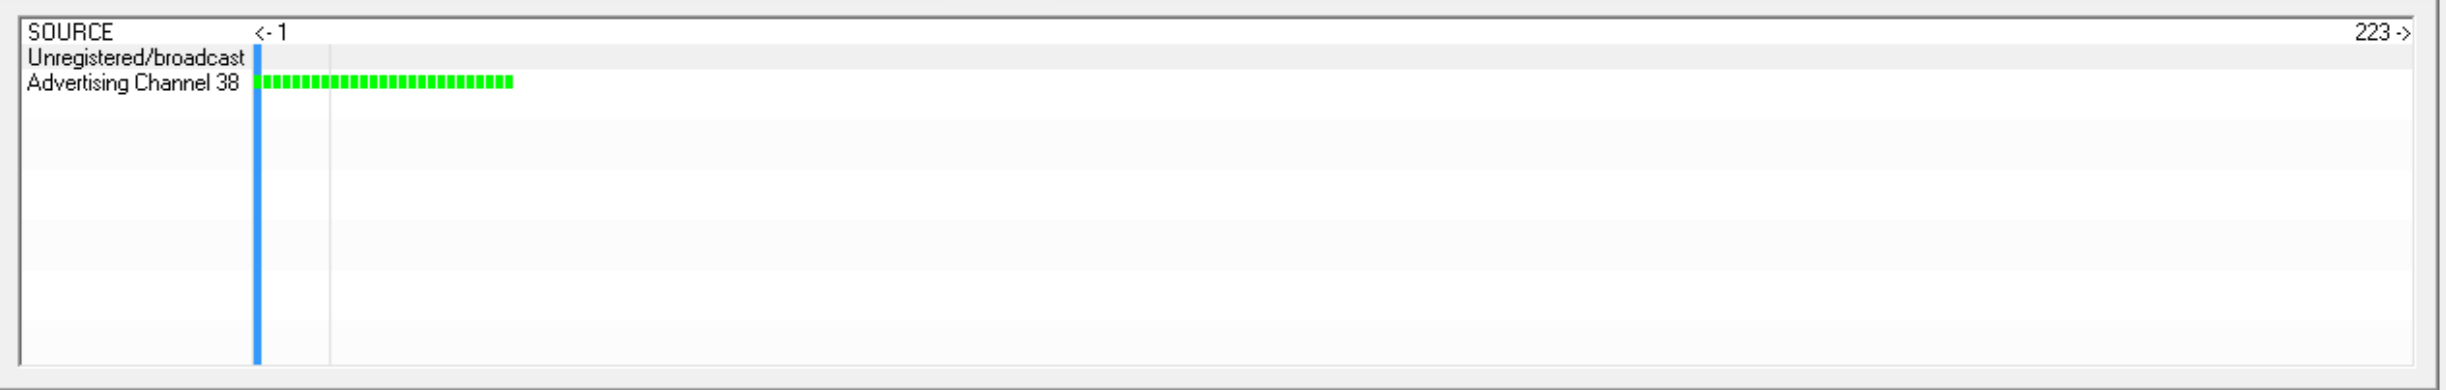 SOURCE <- 1 223 ->
Unregistered/broadcast
Advertising Channel 38